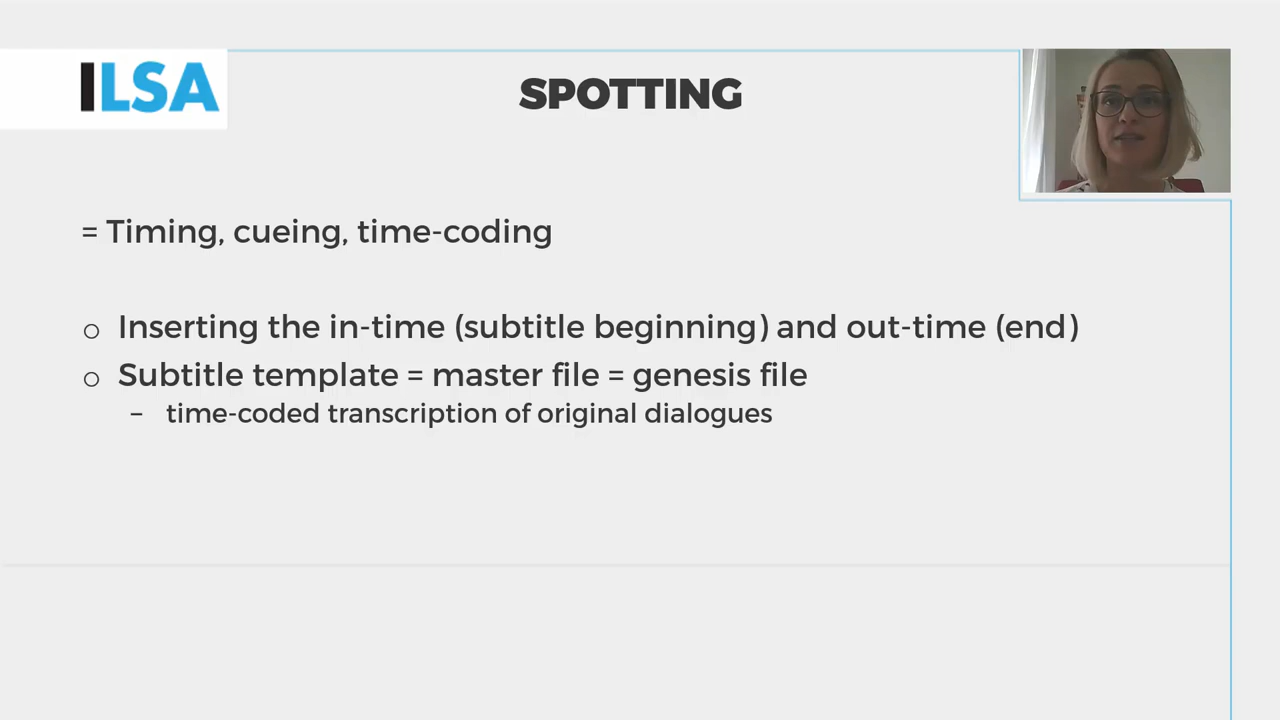 ILSA
SPOTTING
= Timing, cueing, time-coding
o Inserting the in-time (subtitle beginning) and out-time (end)
o Subtitle template = master file = genesis file
– time-coded transcription of original dialogues